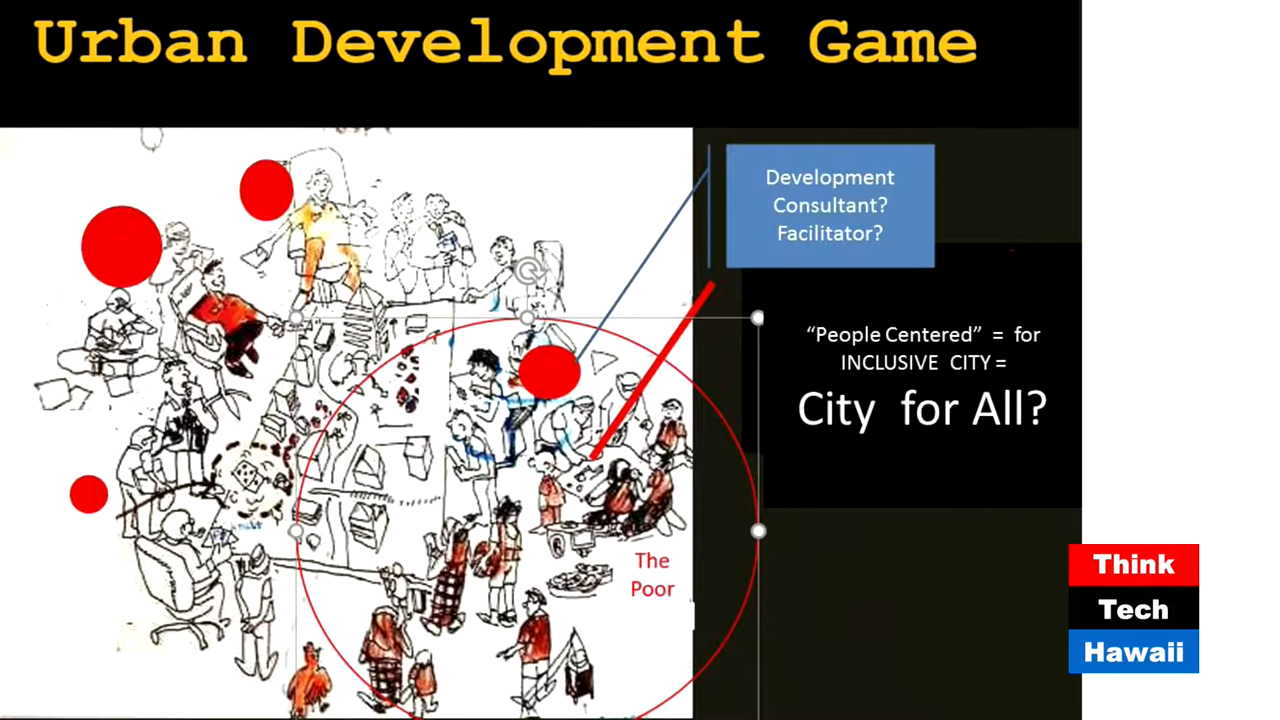 Urban Development Game
Development
Consultant?
Facilitator?
“People Centered” = for
INCLUSIVE CITY =
City for All?
The
Poor
Think
Tech
Hawaii